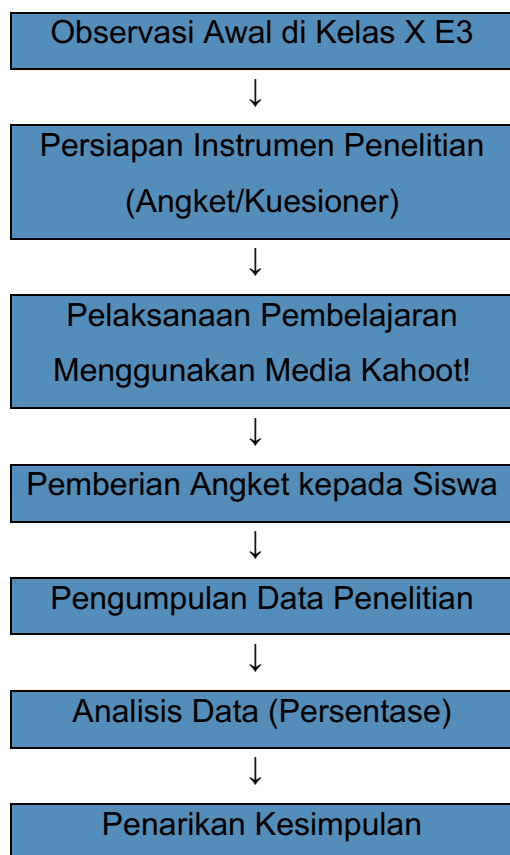 Observasi Awal di Kelas X E3
↓
Persiapan Instrumen Penelitian
(Angket/Kuesioner)
↓
Pelaksanaan Pembelajaran
Menggunakan Media Kahoot!
↓
Pemberian Angket kepada Siswa
↓
Pengumpulan Data Penelitian
↓
Analisis Data (Persentase)
↓
Penarikan Kesimpulan